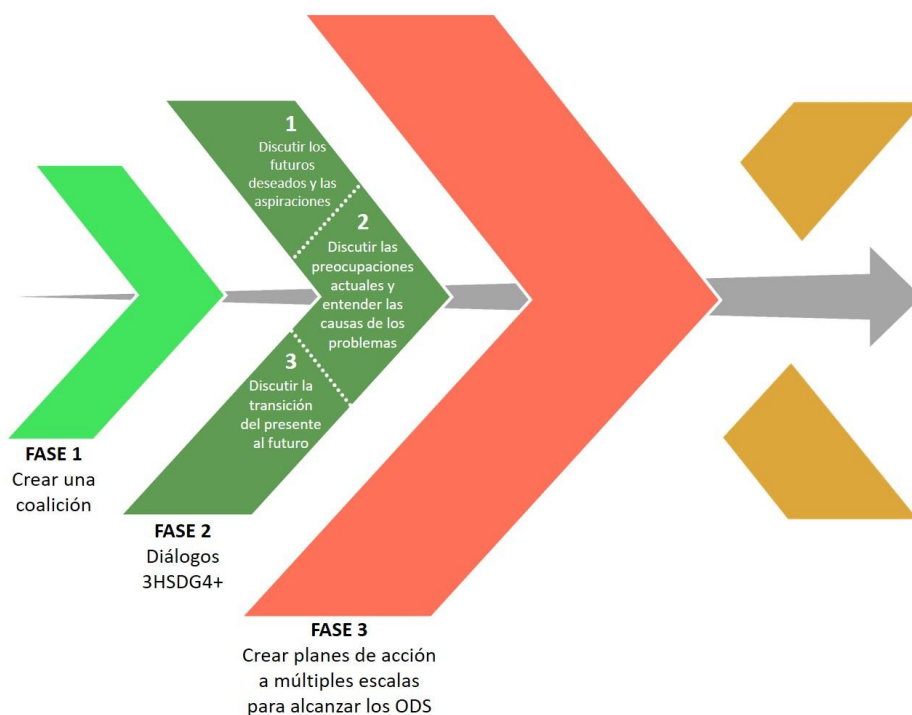 1
Discutir los
futuros
deseados y las
aspiraciones
2
Discutir las
preocupaciones
actuales y
entender las
causas de los
problemas
3
Discutir la
transición
del presente
al futuro
FASE 1
Crear una
coalición
FASE 2
Diálogos
3HSDG4+
FASE 3
Crear planes de acción
a múltiples escalas
para alcanzar los ODS